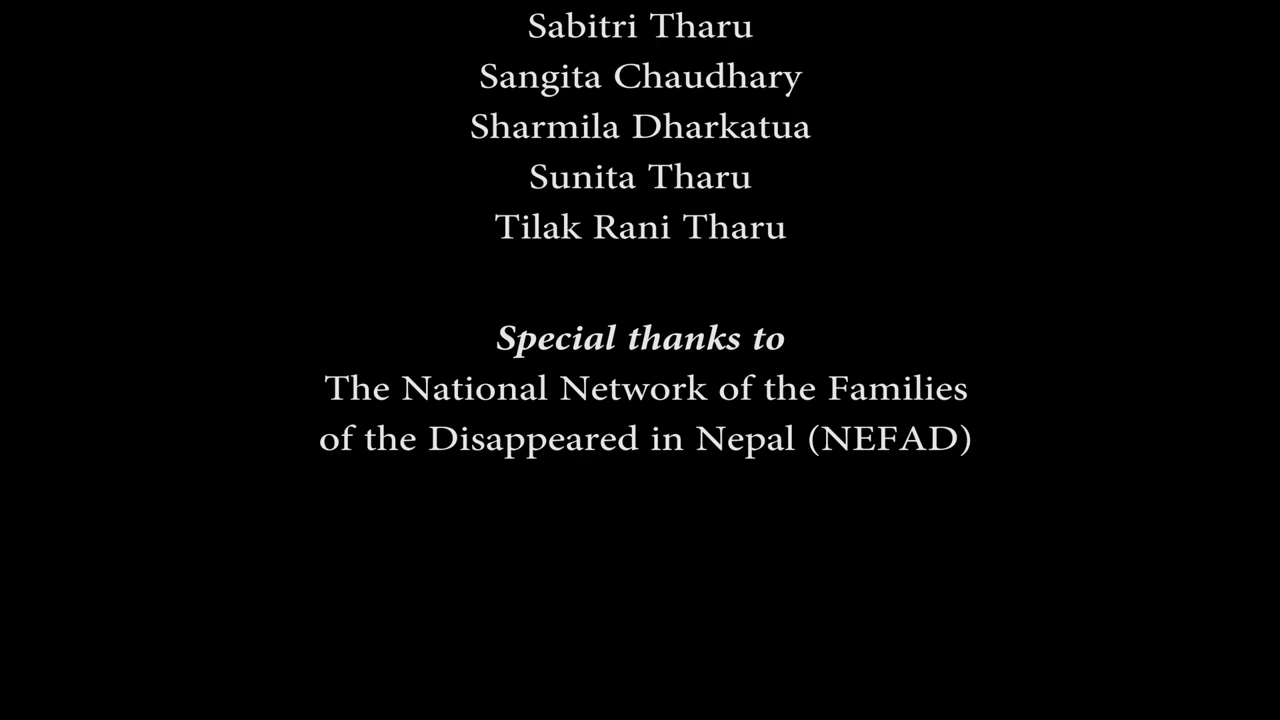 Sabitri Tharu
Sangita Chaudhary
Sharmila Dharkatua
Sunita Tharu
Tilak Rani Tharu
Special thanks to
The National Network of the Families
of the Disappeared in Nepal (NEFAD)